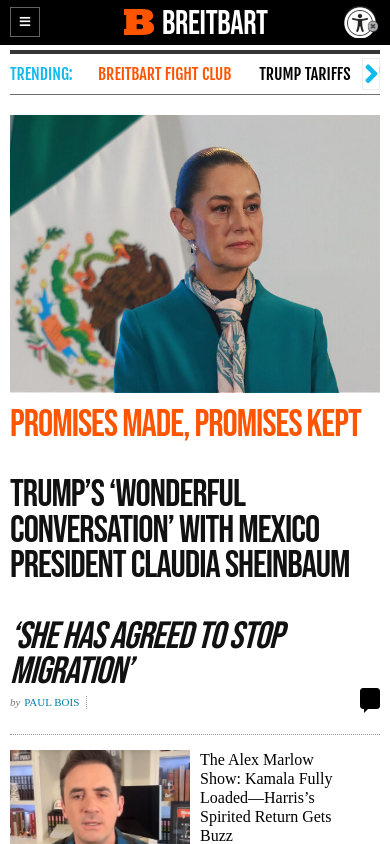 BREITBART
TRENDING:
BREITBART FIGHT CLUB
TRUMP TARIFFS
PROMISES MADE, PROMISES KEPT
TRUMP’S ‘WONDERFUL
CONVERSATION’ WITH MEXICO
PRESIDENT CLAUDIA SHEINBAUM
‘SHE HAS AGREED TO STOP
MIGRATION’
by PAUL BOIS
The Alex Marlow
Show: Kamala Fully
Loaded—Harris’s
Spirited Return Gets
Buzz